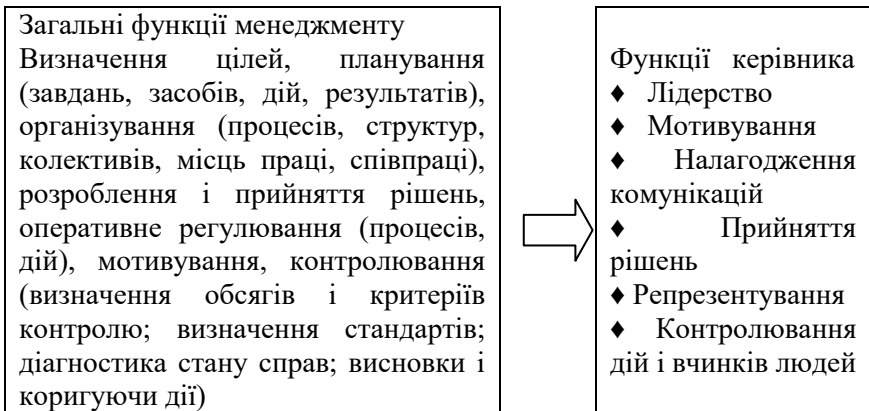 Загальні функції менеджменту
Визначення цілей, планування
(завдань, засобів, дій, результатів),
організування (процесів, структур,
колективів, місць праці, співпраці),
розроблення і прийняття рішень,
оперативне регулювання (процесів,
дій), мотивування, контролювання
(визначення обсягів і критеріїв
контролю; визначення стандартів;
діагностика стану справ; висновки і
коригуючи дії)
Функції керівника
♦ Лідерство
♦ Мотивування
♦ Налагодження
комунікацій
♦ Прийняття
рішень
♦ Репрезентування
♦ Контролювання
дій і вчинків людей